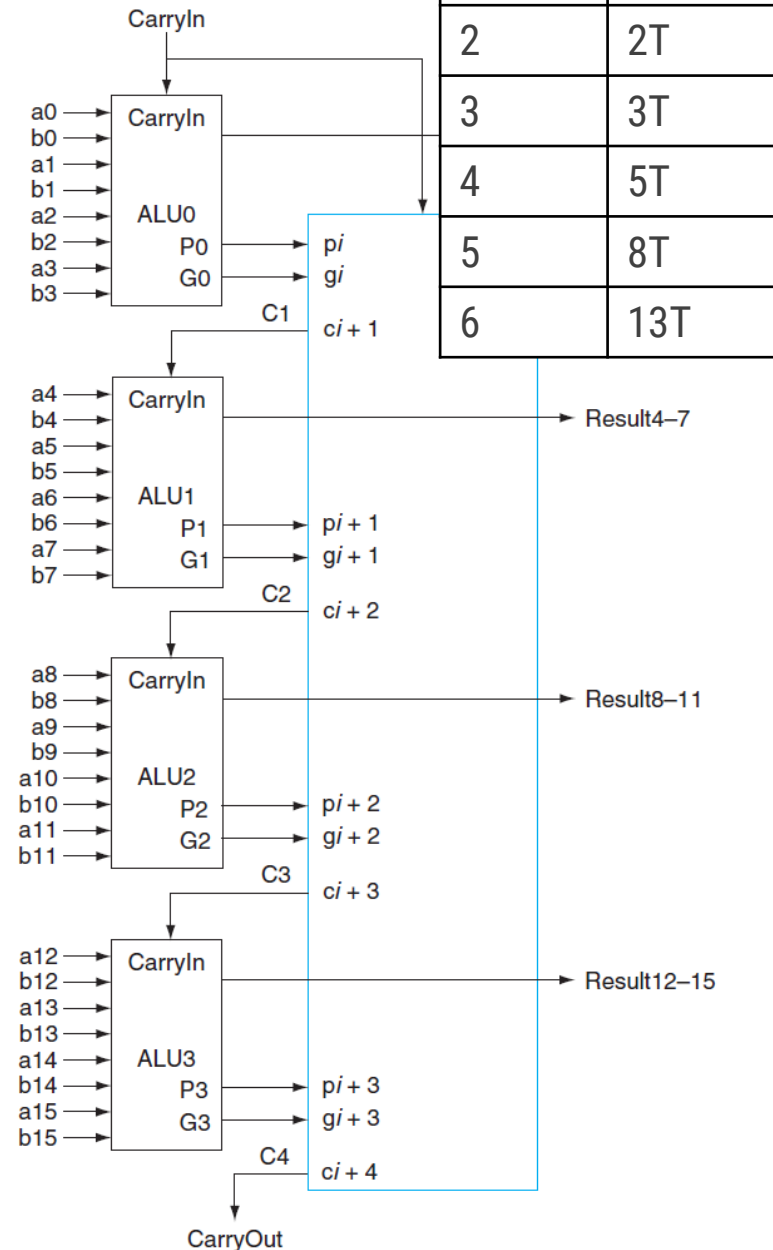 CarryIn
2 2T
3 3T
4 5T
5 8T
6 13T
a0
b0
a1
b1
a2
b2
a3
b3
CarryIn
ALU0
P0
G0
pi
gi
C1
ci + 1
a4
b4
a5
b5
a6
b6
a7
b7
CarryIn
ALU1
P1
G1
Result4–7
pi + 1
gi + 1
C2
ci + 2
a8
b8
a9
b9
a10
b10
a11
b11
CarryIn
ALU2
P2
G2
Result8–11
pi + 2
gi + 2
C3
ci + 3
a12
b12
a13
b13
a14
b14
a15
b15
CarryIn
ALU3
P3
G3
Result12–15
pi + 3
gi + 3
C4
ci + 4
CarryOut